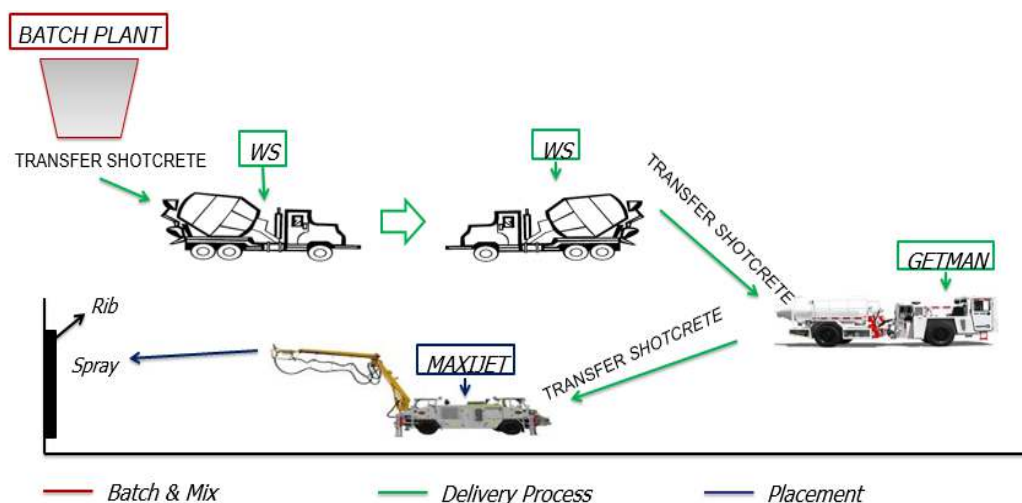 BATCH PLANT
TRANSFER SHOTCRETE
WS
WS
TRANSFER SHOTCRETE
GETMAN
TRANSFER SHOTCRETE
MAXIJET
Rib
Spray
Batch & Mix
Delivery Process
Placement